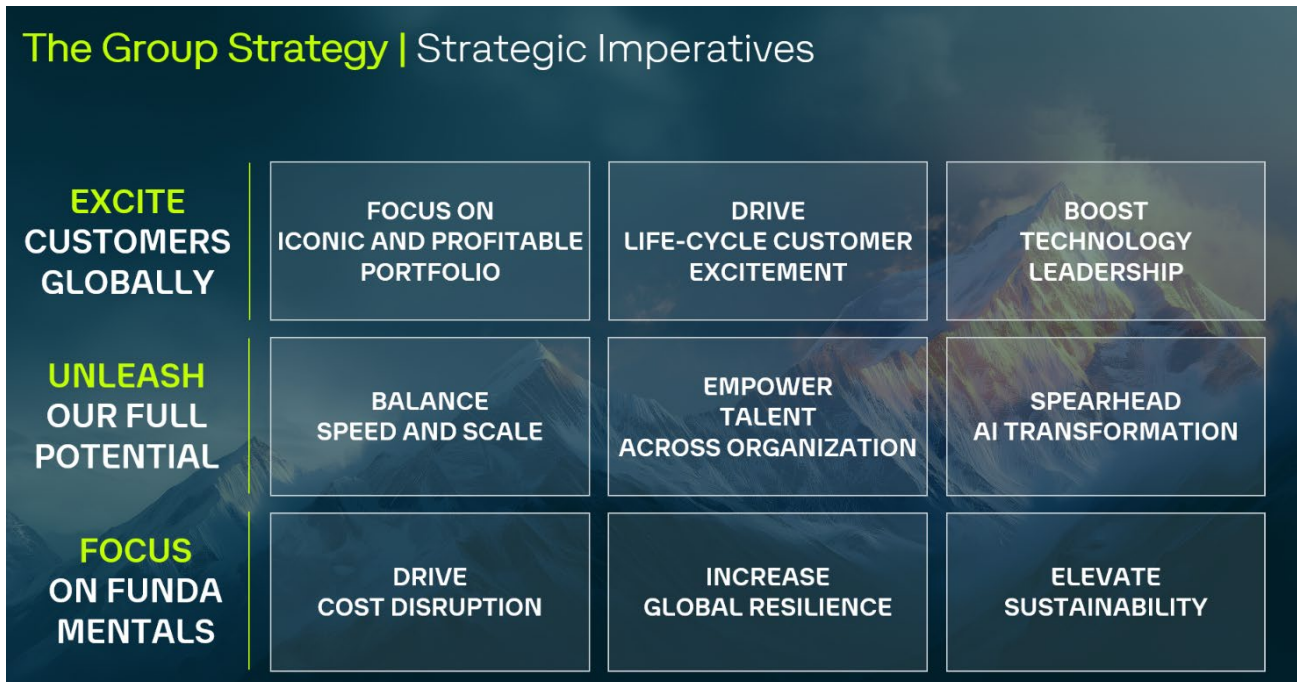 The Group Strategy | Strategic Imperatives
EXCITE
CUSTOMERS
GLOBALLY
FOCUS ON
ICONIC AND PROFITABLE
PORTFOLIO
DRIVE
LIFE-CYCLE CUSTOMER
EXCITEMENT
BOOST
TECHNOLOGY
LEADERSHIP
UNLEASH
OUR FULL
POTENTIAL
BALANCE
SPEED AND SCALE
EMPOWER
TALENT
ACROSS ORGANIZATION
SPEARHEAD
AI TRANSFORMATION
FOCUS
ON FUNDA
MENTALS
DRIVE
COST DISRUPTION
INCREASE
GLOBAL RESILIENCE
ELEVATE
SUSTAINABILITY